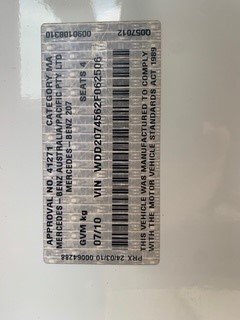 0090108310 Q057012
APPROVAL NO. 41271 CATEGORY MA
MERCEDES-BENZ AUSTRALIA/PACIFIC PTY LTD
MERCEDES-BENZ 207
GVM kg SEATS 4
07/10 VIN WDD2074562F062506
THIS VEHICLE WAS MANUFACTURED TO COMPLY
WITH THE MOTOR VEHICLE STANDARDS ACT 1989
PRX 24/03/10 00064288